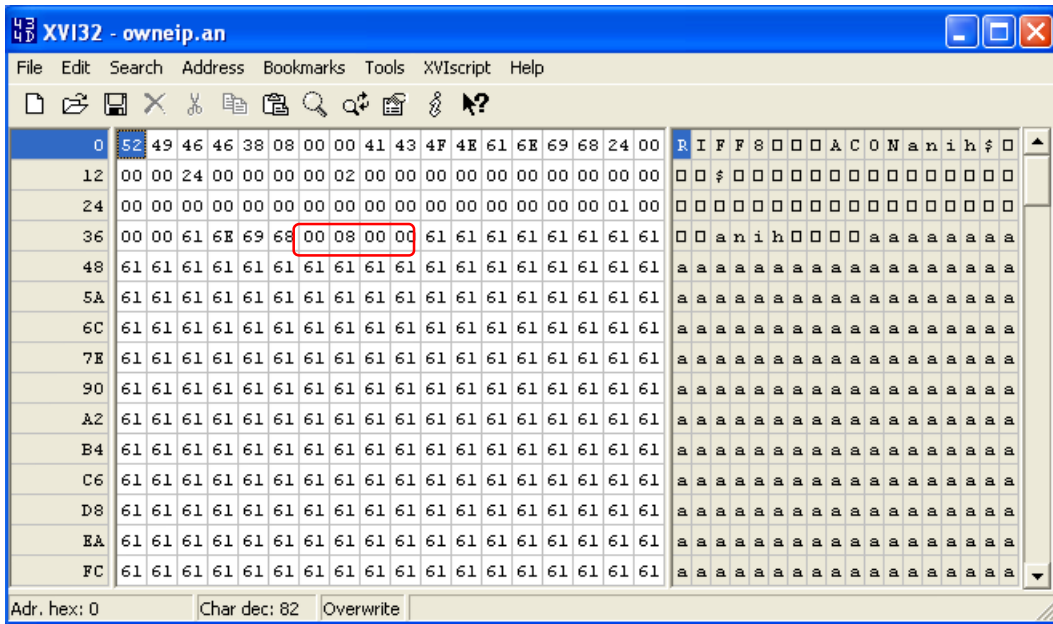 XVI32 - owneip.an
File Edit Search Address Bookmarks Tools XVIscript Help
0 52 49 46 46 38 08 00 00 41 43 4F 4E 61 6E 69 68 24 00 R I F F 8 □ □ □ A C O N a n i h $ □
12 00 00 24 00 00 00 00 02 00 00 00 00 00 00 00 00 00 00 □ □ $ □ □ □ □ □ □ □ □ □ □ □ □ □ □ □
24 00 00 00 00 00 00 00 00 00 00 00 00 00 00 00 00 01 00 □ □ □ □ □ □ □ □ □ □ □ □ □ □ □ □ □ □
36 00 00 61 6E 69 68 00 08 00 00 61 61 61 61 61 61 61 61 □ □ a n i h □ □ □ □ a a a a a a a a
48 61 61 61 61 61 61 61 61 61 61 61 61 61 61 61 61 61 61 a a a a a a a a a a a a a a a a a a
5A 61 61 61 61 61 61 61 61 61 61 61 61 61 61 61 61 61 61 a a a a a a a a a a a a a a a a a a
6C 61 61 61 61 61 61 61 61 61 61 61 61 61 61 61 61 61 61 a a a a a a a a a a a a a a a a a a
7E 61 61 61 61 61 61 61 61 61 61 61 61 61 61 61 61 61 61 a a a a a a a a a a a a a a a a a a
90 61 61 61 61 61 61 61 61 61 61 61 61 61 61 61 61 61 61 a a a a a a a a a a a a a a a a a a
A2 61 61 61 61 61 61 61 61 61 61 61 61 61 61 61 61 61 61 a a a a a a a a a a a a a a a a a a
B4 61 61 61 61 61 61 61 61 61 61 61 61 61 61 61 61 61 61 a a a a a a a a a a a a a a a a a a
C6 61 61 61 61 61 61 61 61 61 61 61 61 61 61 61 61 61 61 a a a a a a a a a a a a a a a a a a
D8 61 61 61 61 61 61 61 61 61 61 61 61 61 61 61 61 61 61 a a a a a a a a a a a a a a a a a a
EA 61 61 61 61 61 61 61 61 61 61 61 61 61 61 61 61 61 61 a a a a a a a a a a a a a a a a a a
FC 61 61 61 61 61 61 61 61 61 61 61 61 61 61 61 61 61 61 a a a a a a a a a a a a a a a a a a
Adr. hex: 0 Char dec: 82 Overwrite